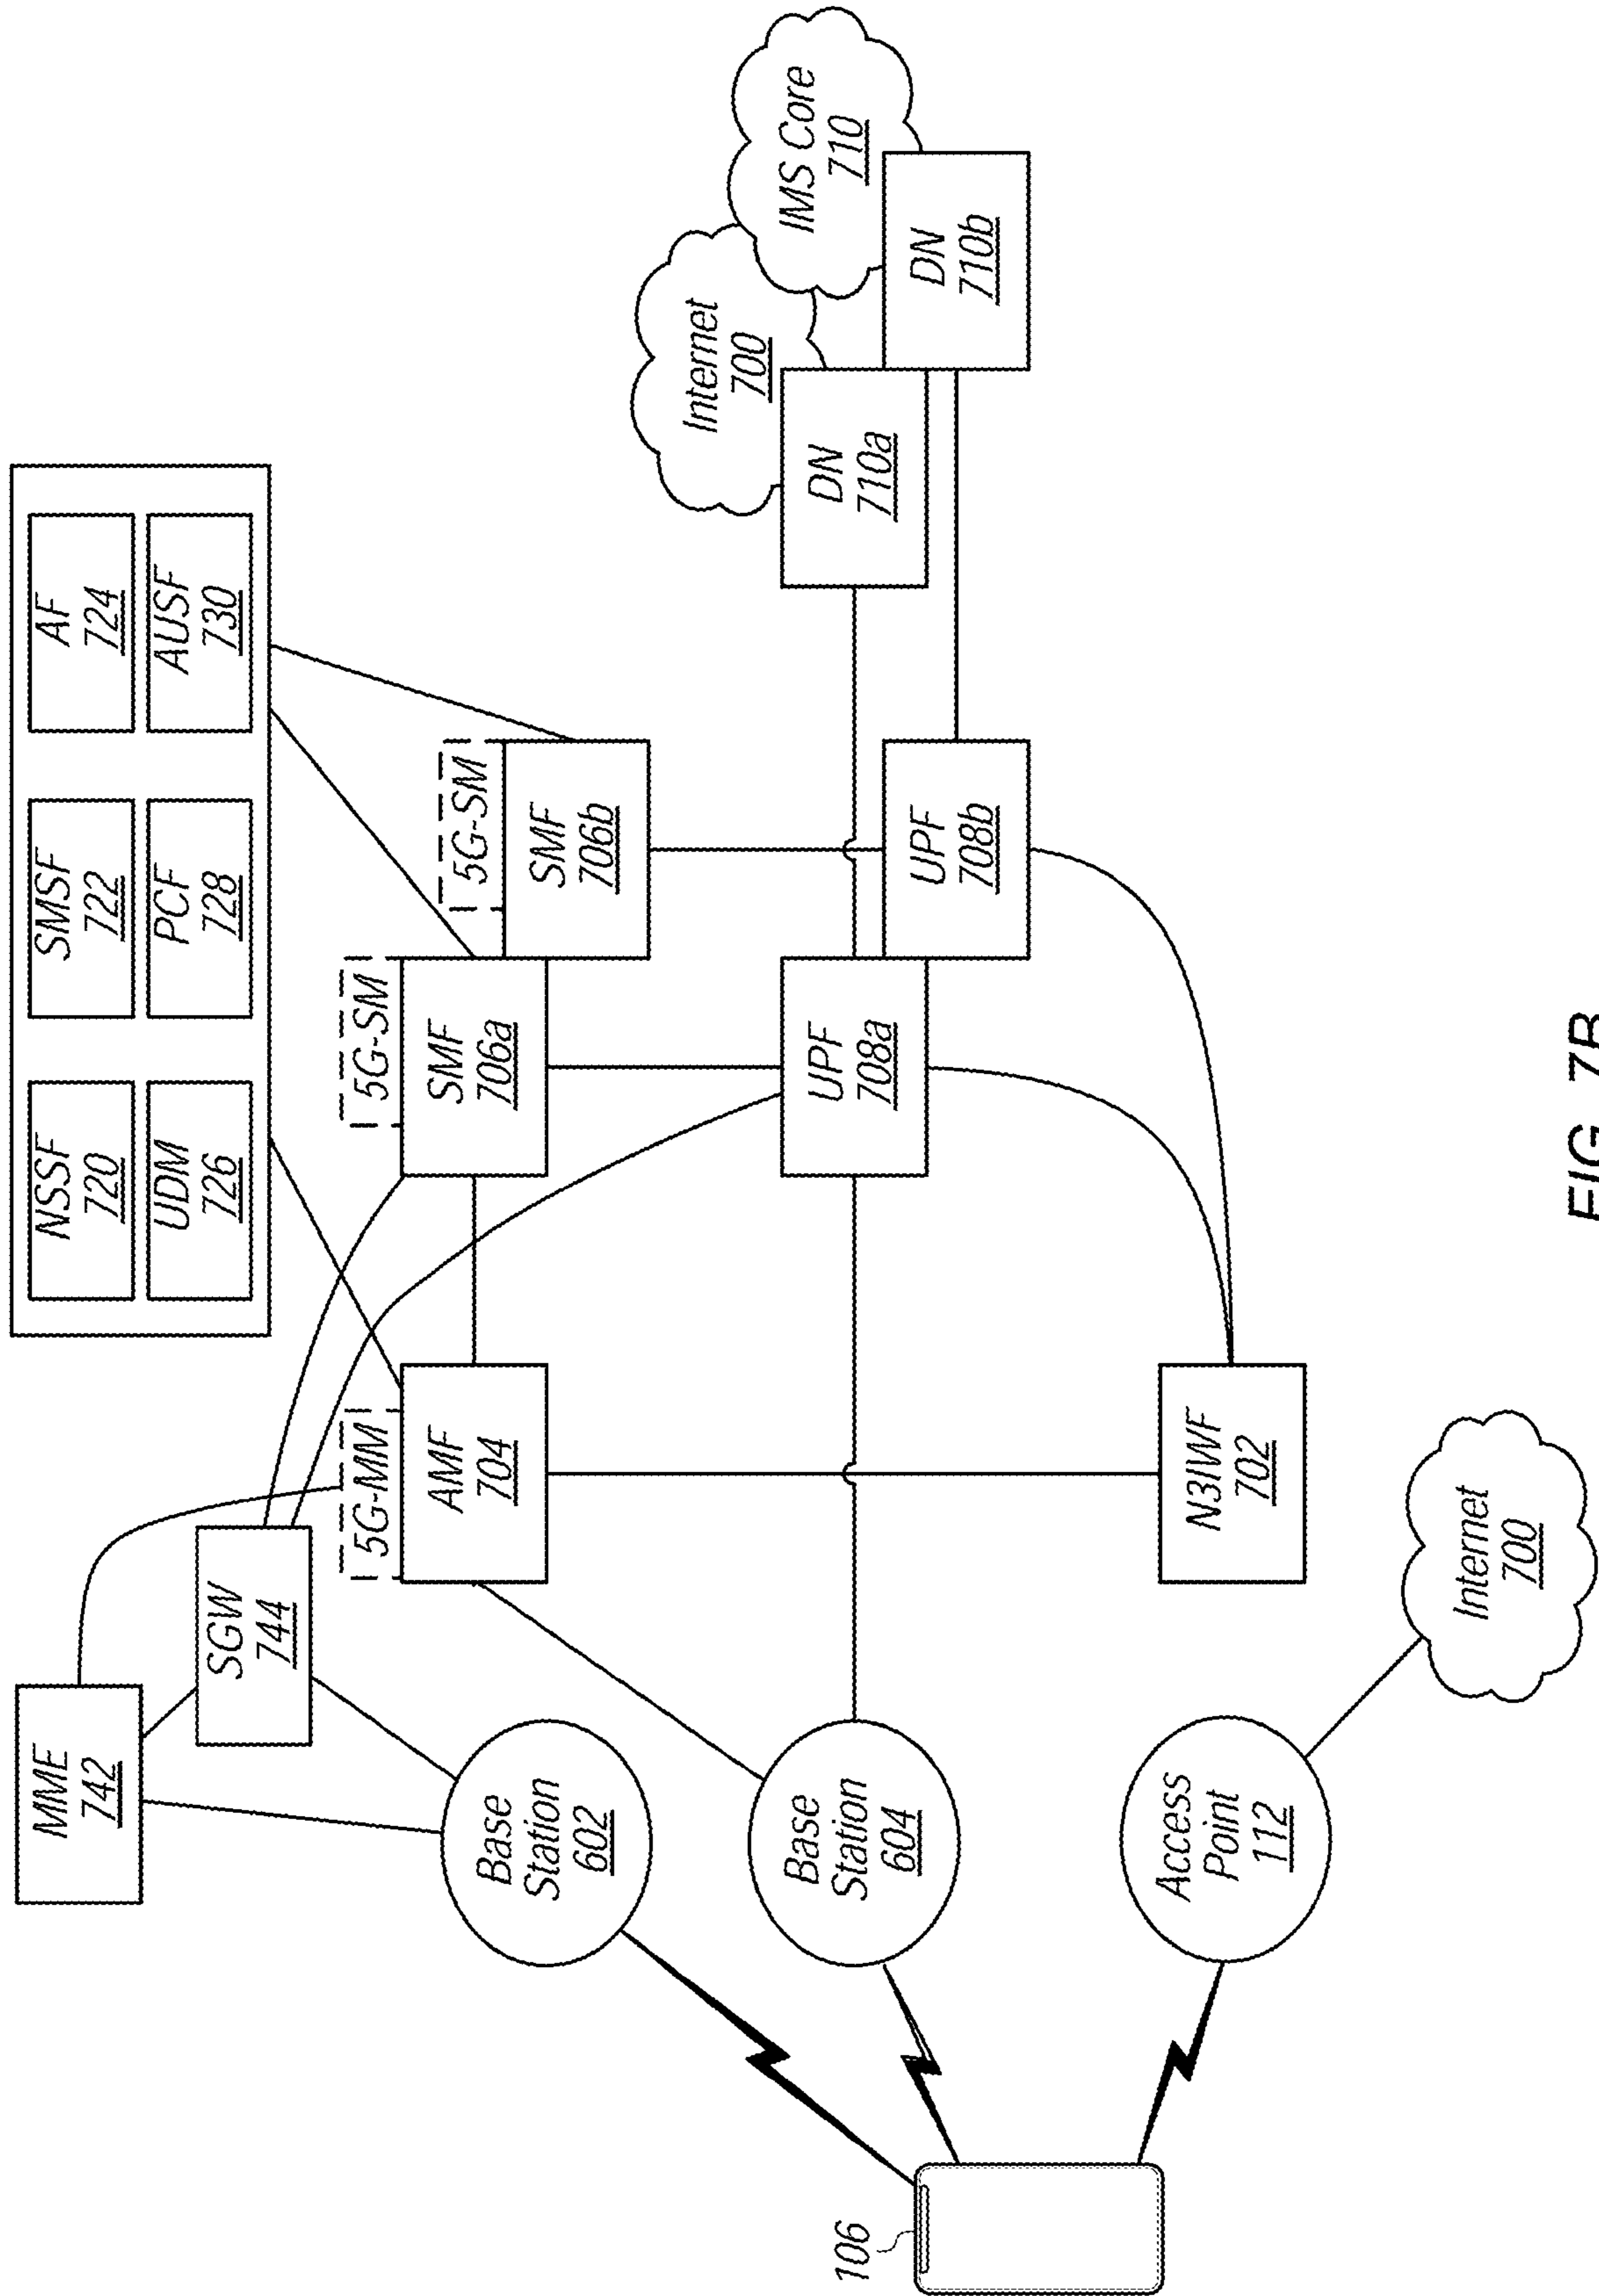 MME
742
SGW
744
NSSF
720
SMSF
722
AF
724
UDM
726
PCF
728
AUSF
730
5G-MM
AMF
704
5G-SM
SMF
706a
5G-SM
SMF
706b
Base
Station
602
Base
Station
604
UPF
708a
UPF
708b
Internet
700
DN
710a
IMS Core
710
DN
710b
106
Access
Point
112
N3IWF
702
Internet
700
FIG. 7B